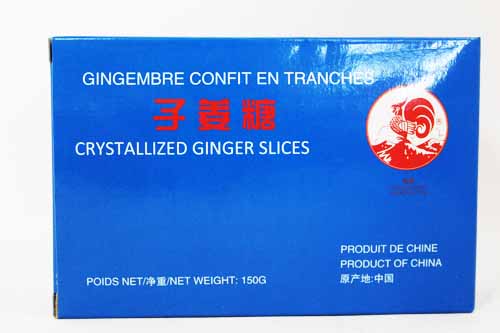 GINGEMBRE CONFIT EN TRANCHES
子姜糖
CRYSTALLIZED GINGER SLICES
POIDS NET/净重/NET WEIGHT: 150G
PRODUIT DE CHINE
PRODUCT OF CHINA
原产地:中国